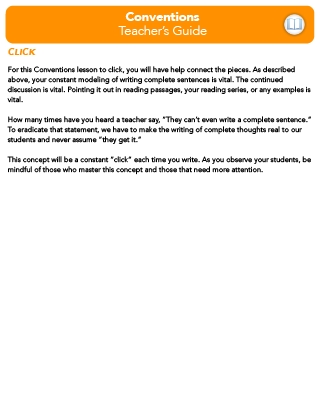 Conventions
Teacher's Guide
CLICK
For this Conventions lesson to click, you will have help connect the pieces. As described
above, your constant modeling of writing complete sentences is vital. The continued
discussion is vital. Pointing it out in reading passages, your reading series, or any examples is
vital.
How many times have you heard a teacher say, "They can't even write a complete sentence."
To eradicate that statement, we have to make the writing of complete thoughts real to our
students and never assume "they get it."
This concept will be a constant "click" each time you write. As you observe your students, be
mindful of those who master this concept and those that need more attention.